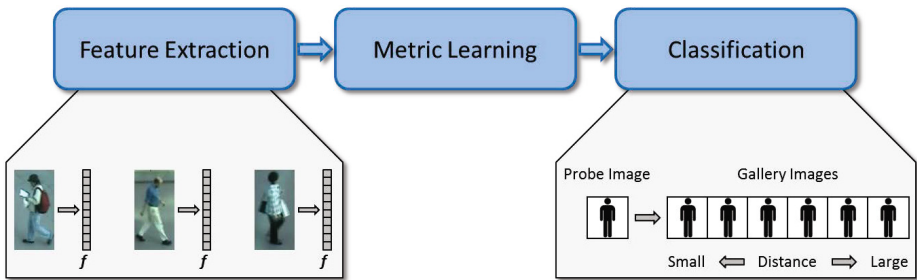 Feature Extraction
Metric Learning
Classification
f
f
f
Probe Image
Gallery Images
Small
Distance
Large